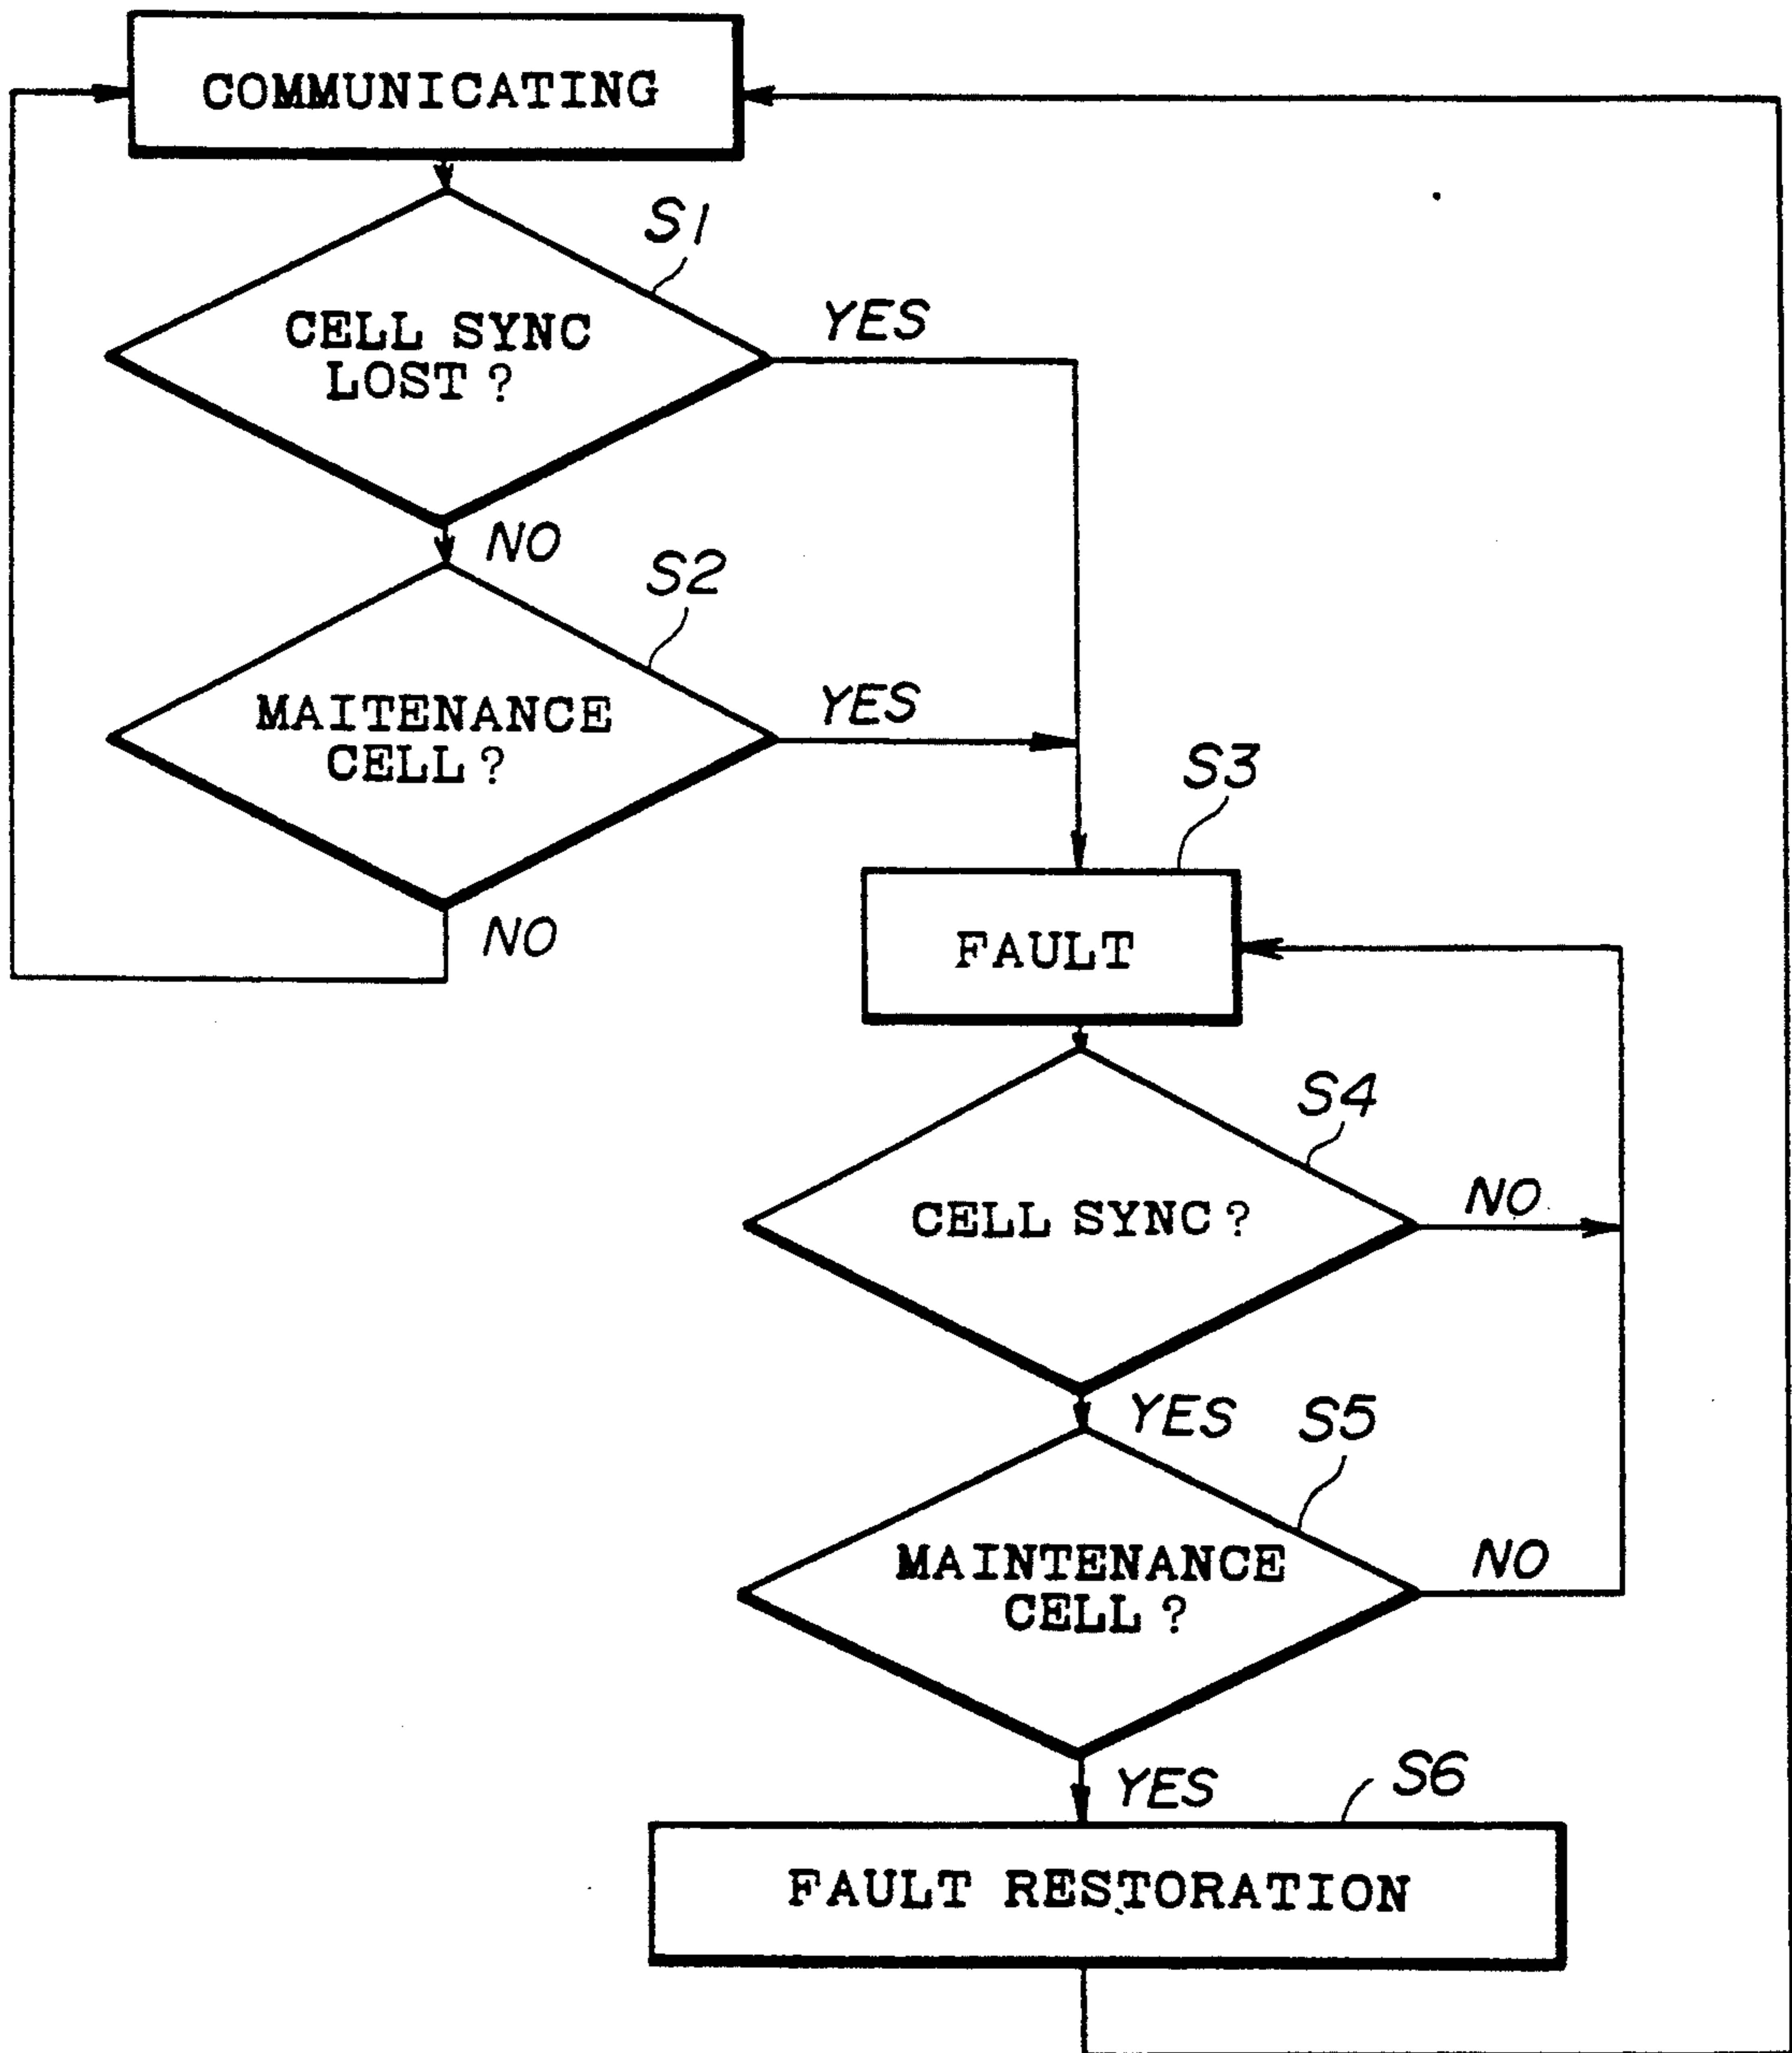 COMMUNICATING
S1
CELL SYNC
LOST ?
YES
NO
S2
MAITENANCE
CELL ?
YES
NO
S3
FAULT
S4
CELL SYNC ?
NO
YES
S5
MAINTENANCE
CELL ?
NO
YES
S6
FAULT RESTORATION